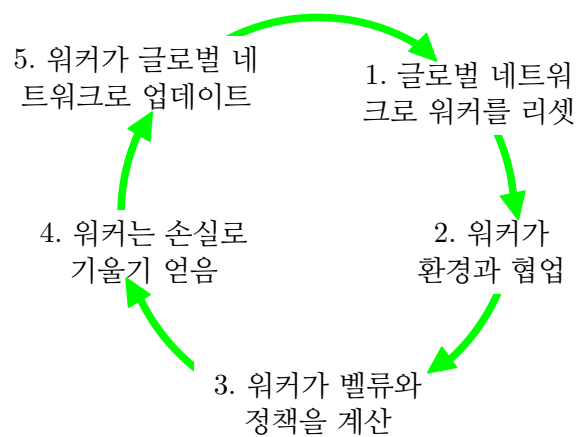 1. 글로벌 네트워
크로 워커를 리셋
2. 워커가
환경과 협업
3. 워커가 벨류와
정책을 계산
4. 워커는 손실로
기울기 얻음
5. 워커가 글로벌 네
트워크로 업데이트